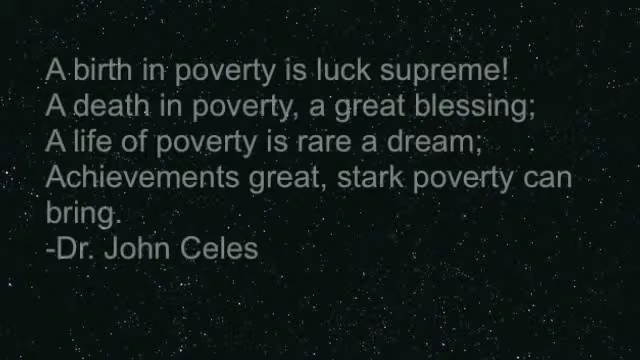 A birth in poverty is luck supreme!
A death in poverty, a great blessing;
A life of poverty is rare a dream;
Achievements great, stark poverty can
bring.
-Dr. John Celes